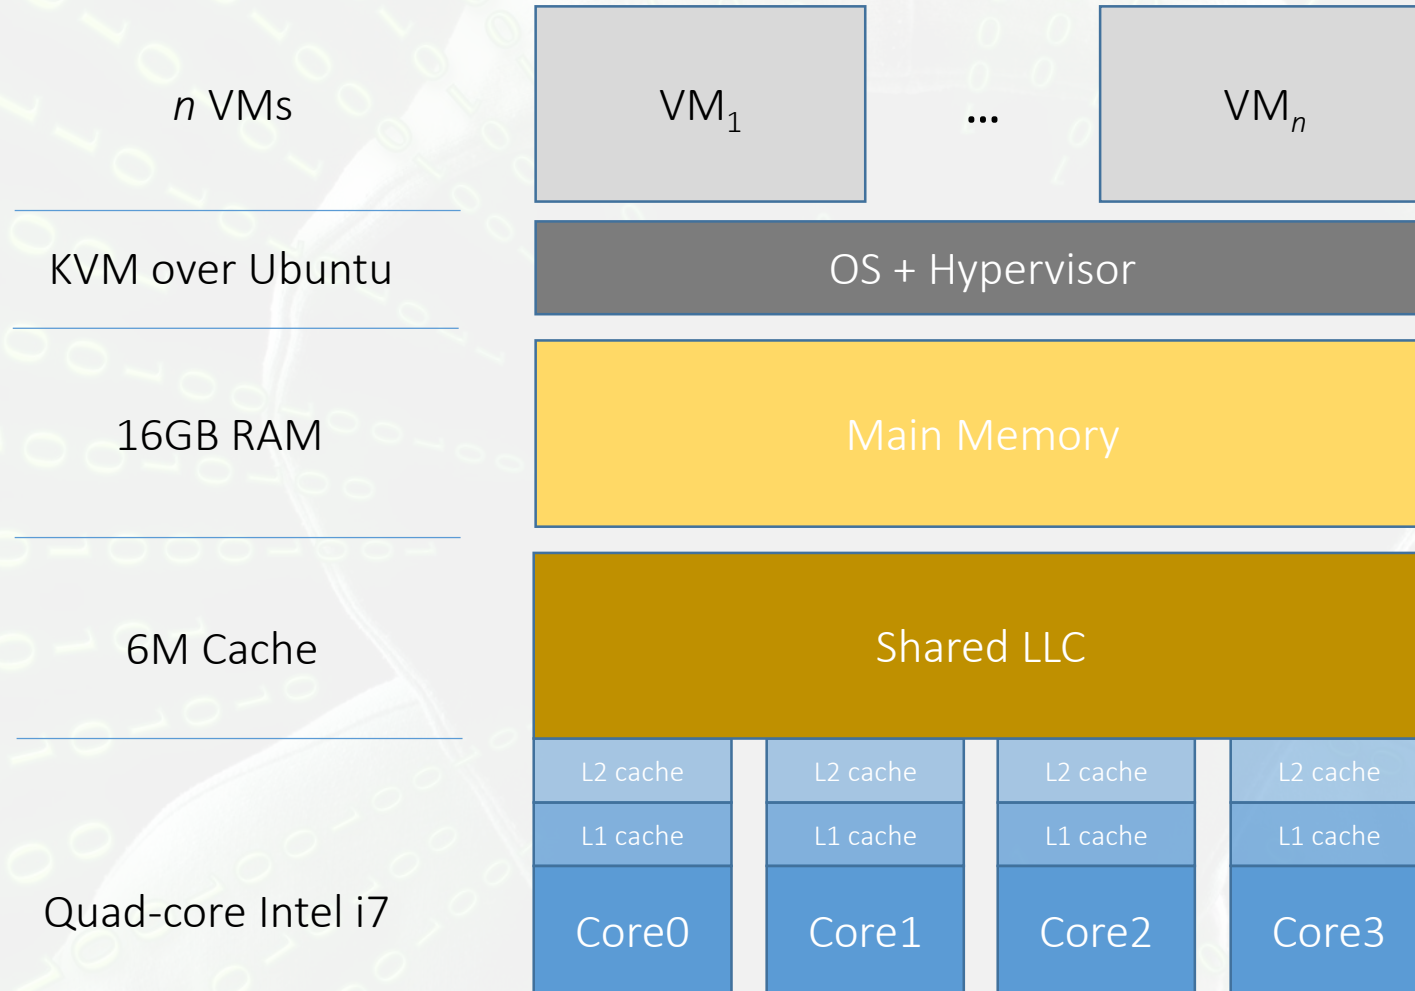 n VMs
VM1 ... VMn
KVM over Ubuntu
OS + Hypervisor
16GB RAM
Main Memory
6M Cache
Shared LLC
L2 cache L2 cache L2 cache L2 cache
L1 cache L1 cache L1 cache L1 cache
Quad-core Intel i7
Core0 Core1 Core2 Core3